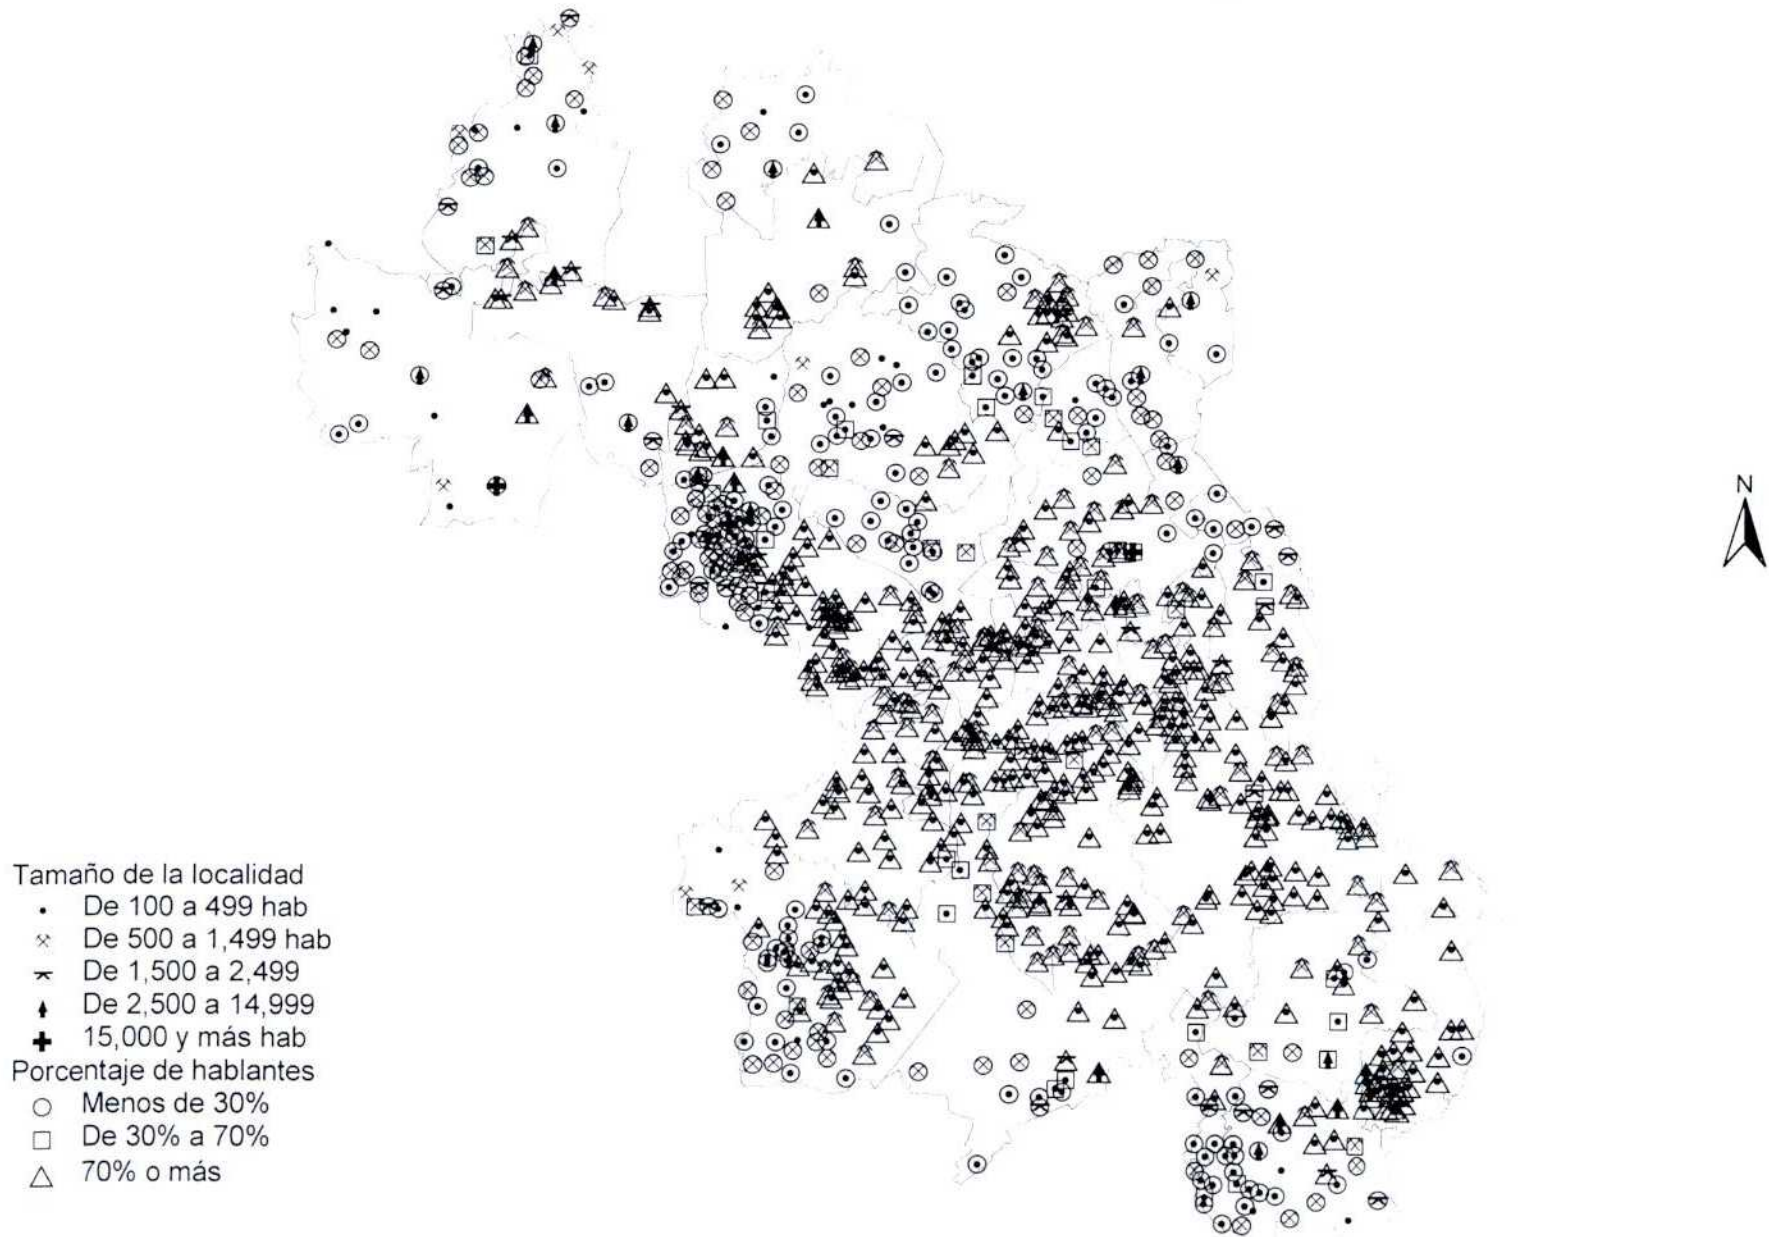 N
Tamaño de la localidad
De 100 a 499 hab
De 500 a 1,499 hab
De 1,500 a 2,499
De 2,500 a 14,999
15,000 y más hab
Porcentaje de hablantes
Menos de 30%
De 30% a 70%
70% o más